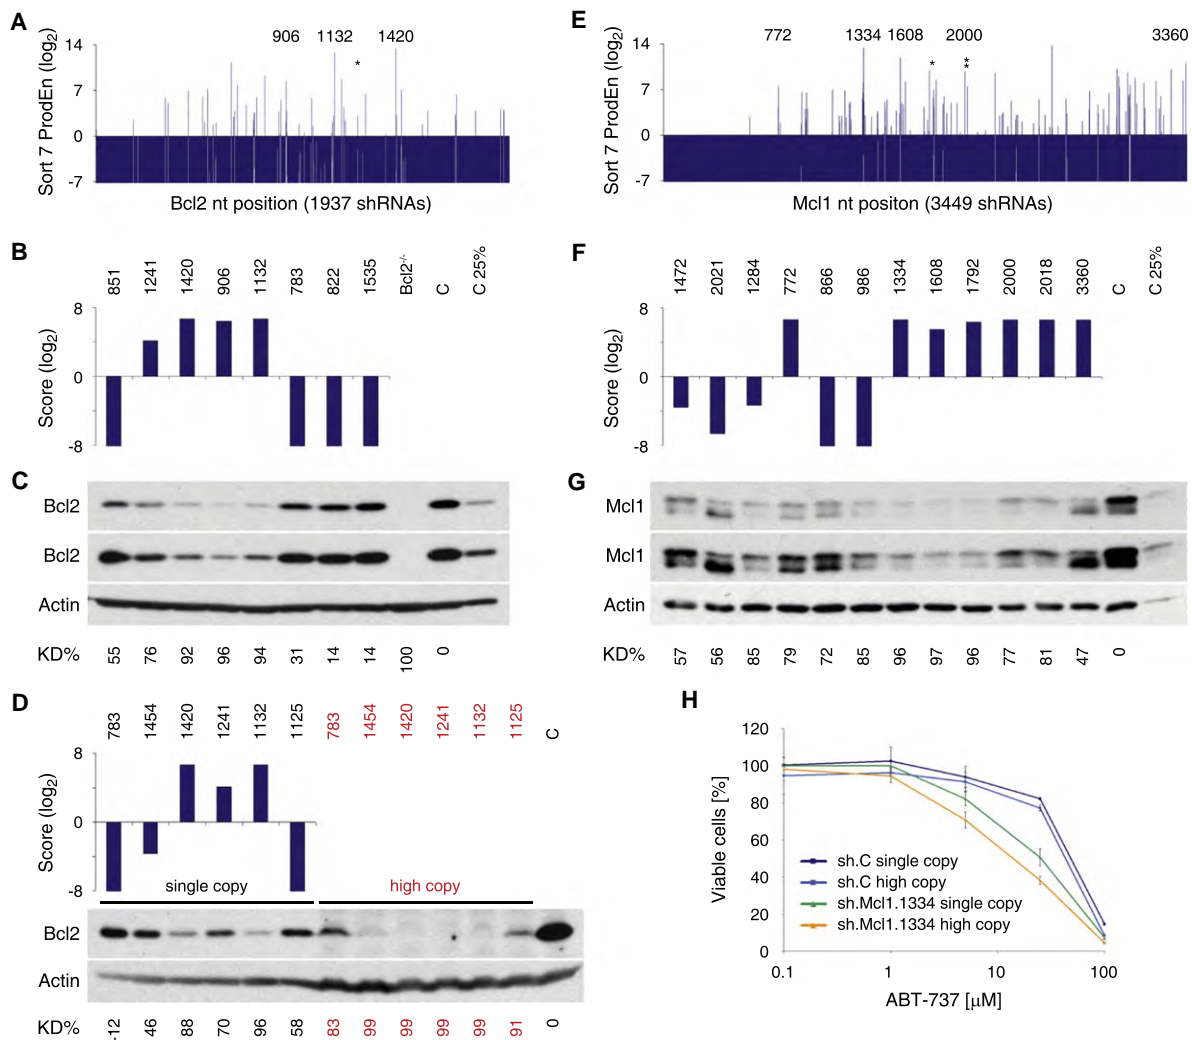 A
906 1132 1420
*
Sort 7 ProdEn (log2)
14
7
0
-7
Bcl2 nt position (1937 shRNAs)
E
772 1334 1608 2000 3360
* * *
Sort 7 ProdEn (log2)
14
7
0
-7
Mcl1 nt positon (3449 shRNAs)
B
851 1241 1420 906 1132 783 822 1535 Bcl2-/- C C 25%
Score (log2)
8
0
-8
F
1472 2021 1284 772 866 986 1334 1608 1792 2000 2018 3360 C C 25%
Score (log2)
8
0
-8
C
Bcl2
Bcl2
Actin
KD% 55 76 92 96 94 31 14 14 100 0
G
Mcl1
Mcl1
Actin
KD% 57 56 85 79 72 85 96 97 96 77 81 47 0
D
783 1454 1420 1241 1132 1125 783 1454 1420 1241 1132 1125 C
Score (log2)
8
0
-8
single copy high copy
Bcl2
Actin
KD% -12 46 88 70 96 58 83 99 99 99 99 91 0
H
Viable cells [%]
120
100
80
60
40
20
0
sh.C single copy
sh.C high copy
sh.Mcl1.1334 single copy
sh.Mcl1.1334 high copy
0.1 1 10 100
ABT-737 [µM]